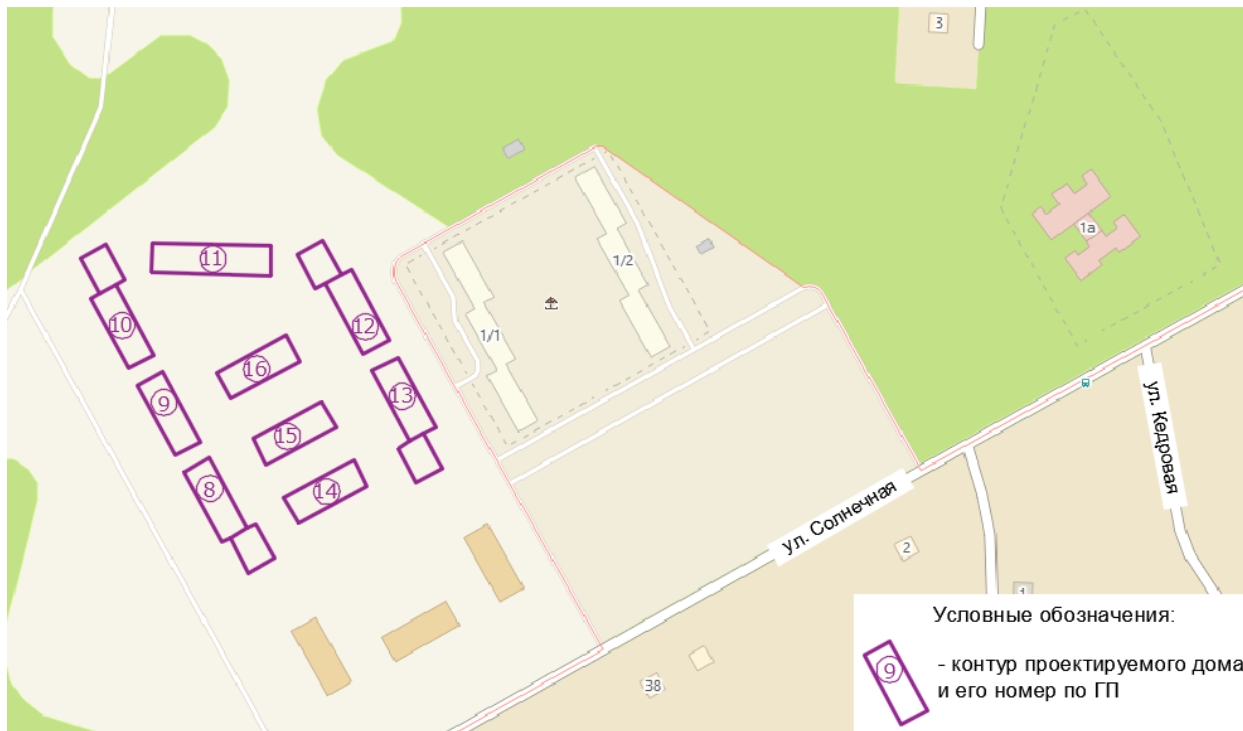 3
1а
11
1/2
10
12
1/1
16
9
13
15
8
14
ул. Кедровая
ул. Солнечная
2
1
38
Условные обозначения:
9
- контур проектируемого дома
и его номер по ГП